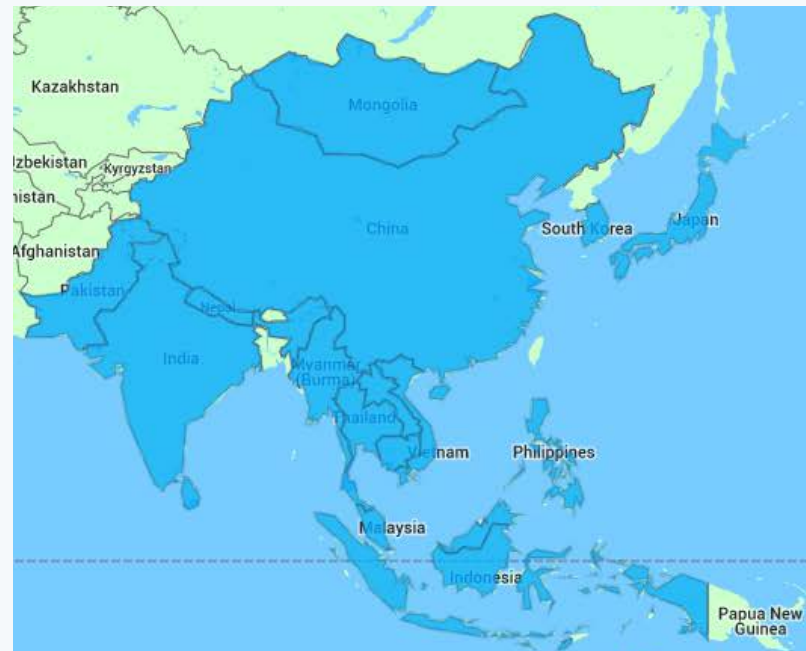 Kazakhstan
Mongolia
Uzbekistan
Kyrgyzstan
nistan
China
South Korea
Japan
Afghanistan
Pakistan
Nepal
India
Myanmar
(Burma)
Thailand
Vietnam
Philippines
Malaysia
Indonesia
Papua New
Guinea